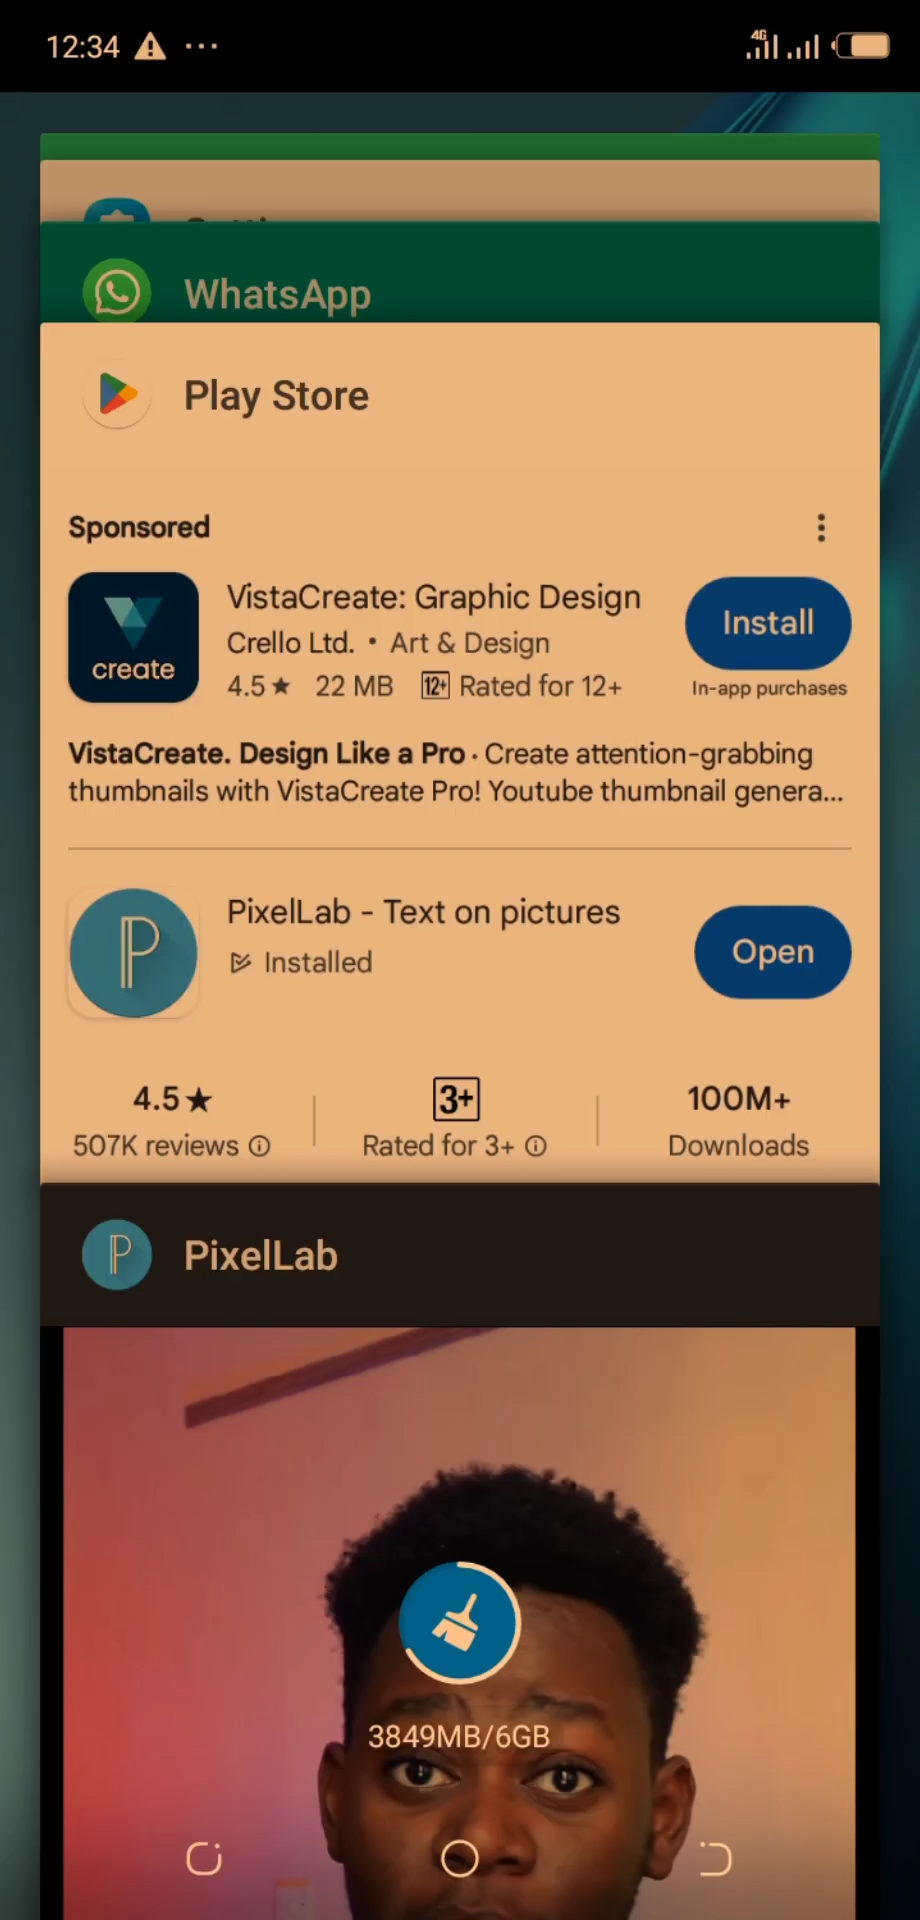 12:34
4G
WhatsApp
Play Store
Sponsored
create
VistaCreate: Graphic Design
Crello Ltd. • Art & Design
4.5★ 22 MB 12+ Rated for 12+
Install
In-app purchases
VistaCreate. Design Like a Pro · Create attention-grabbing
thumbnails with VistaCreate Pro! Youtube thumbnail genera...
PixelLab - Text on pictures
Installed
Open
4.5★
507K reviews
3+
Rated for 3+
100M+
Downloads
PixelLab
3849MB/6GB